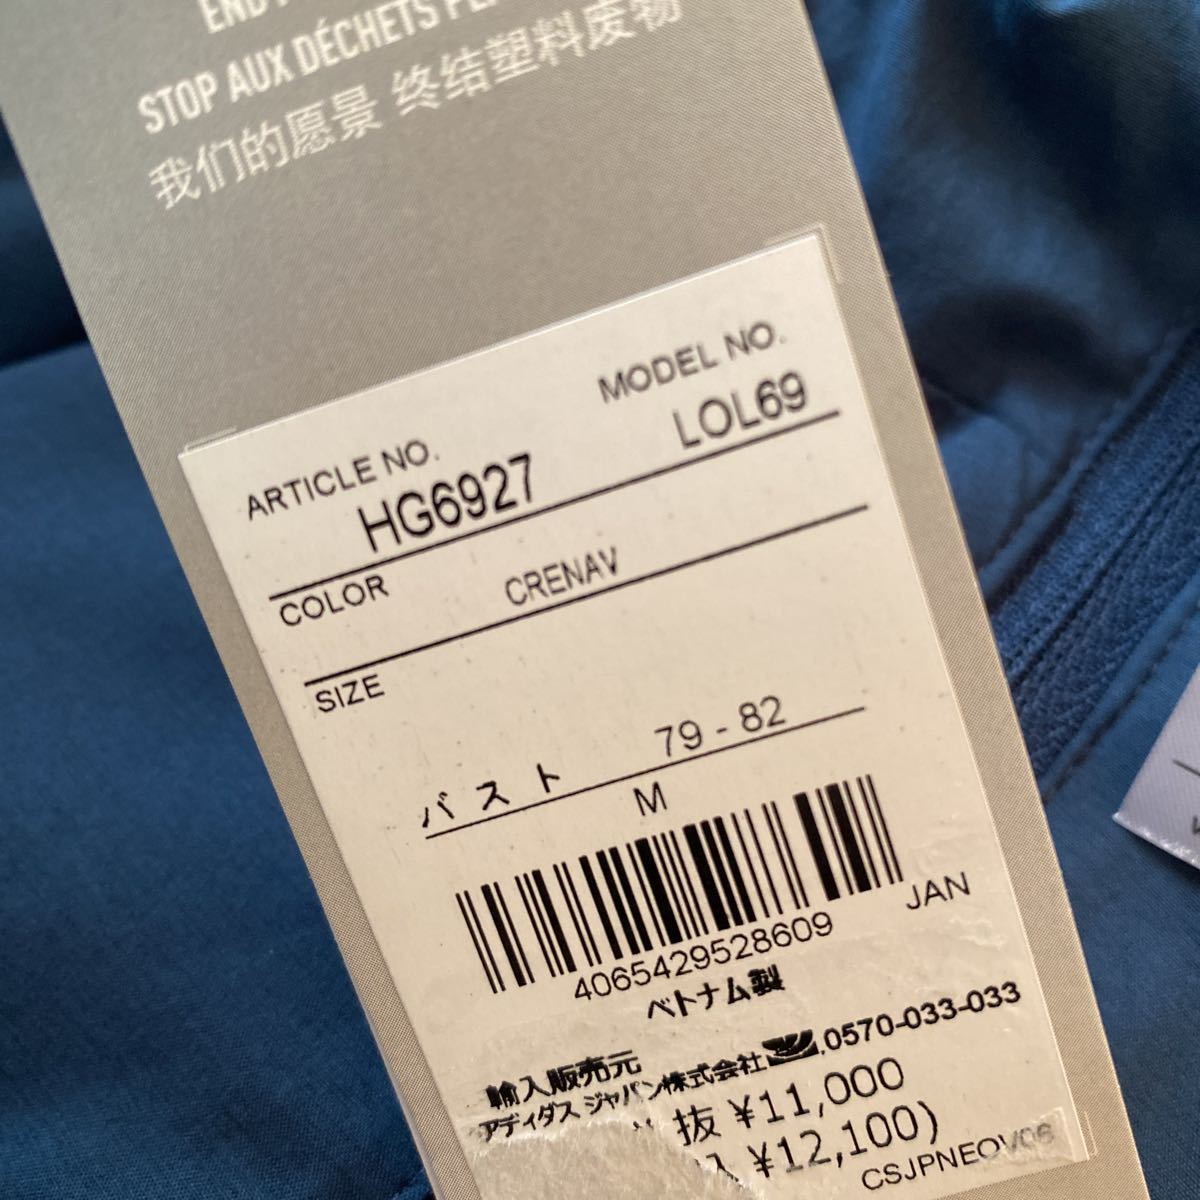 STOP AUX DÉCHETS
我们的愿景 终结塑料废物
ARTICLE NO. MODEL NO.
HG6927 LOL69
COLOR CRENAV
SIZE
バスト 79 - 82
M
JAN
4065429528609
ベトナム製
輸入販売元
アディダス ジャパン株式会社 0570-033-033
抜 ¥11,000
¥12,100)
CSJPNEOV06